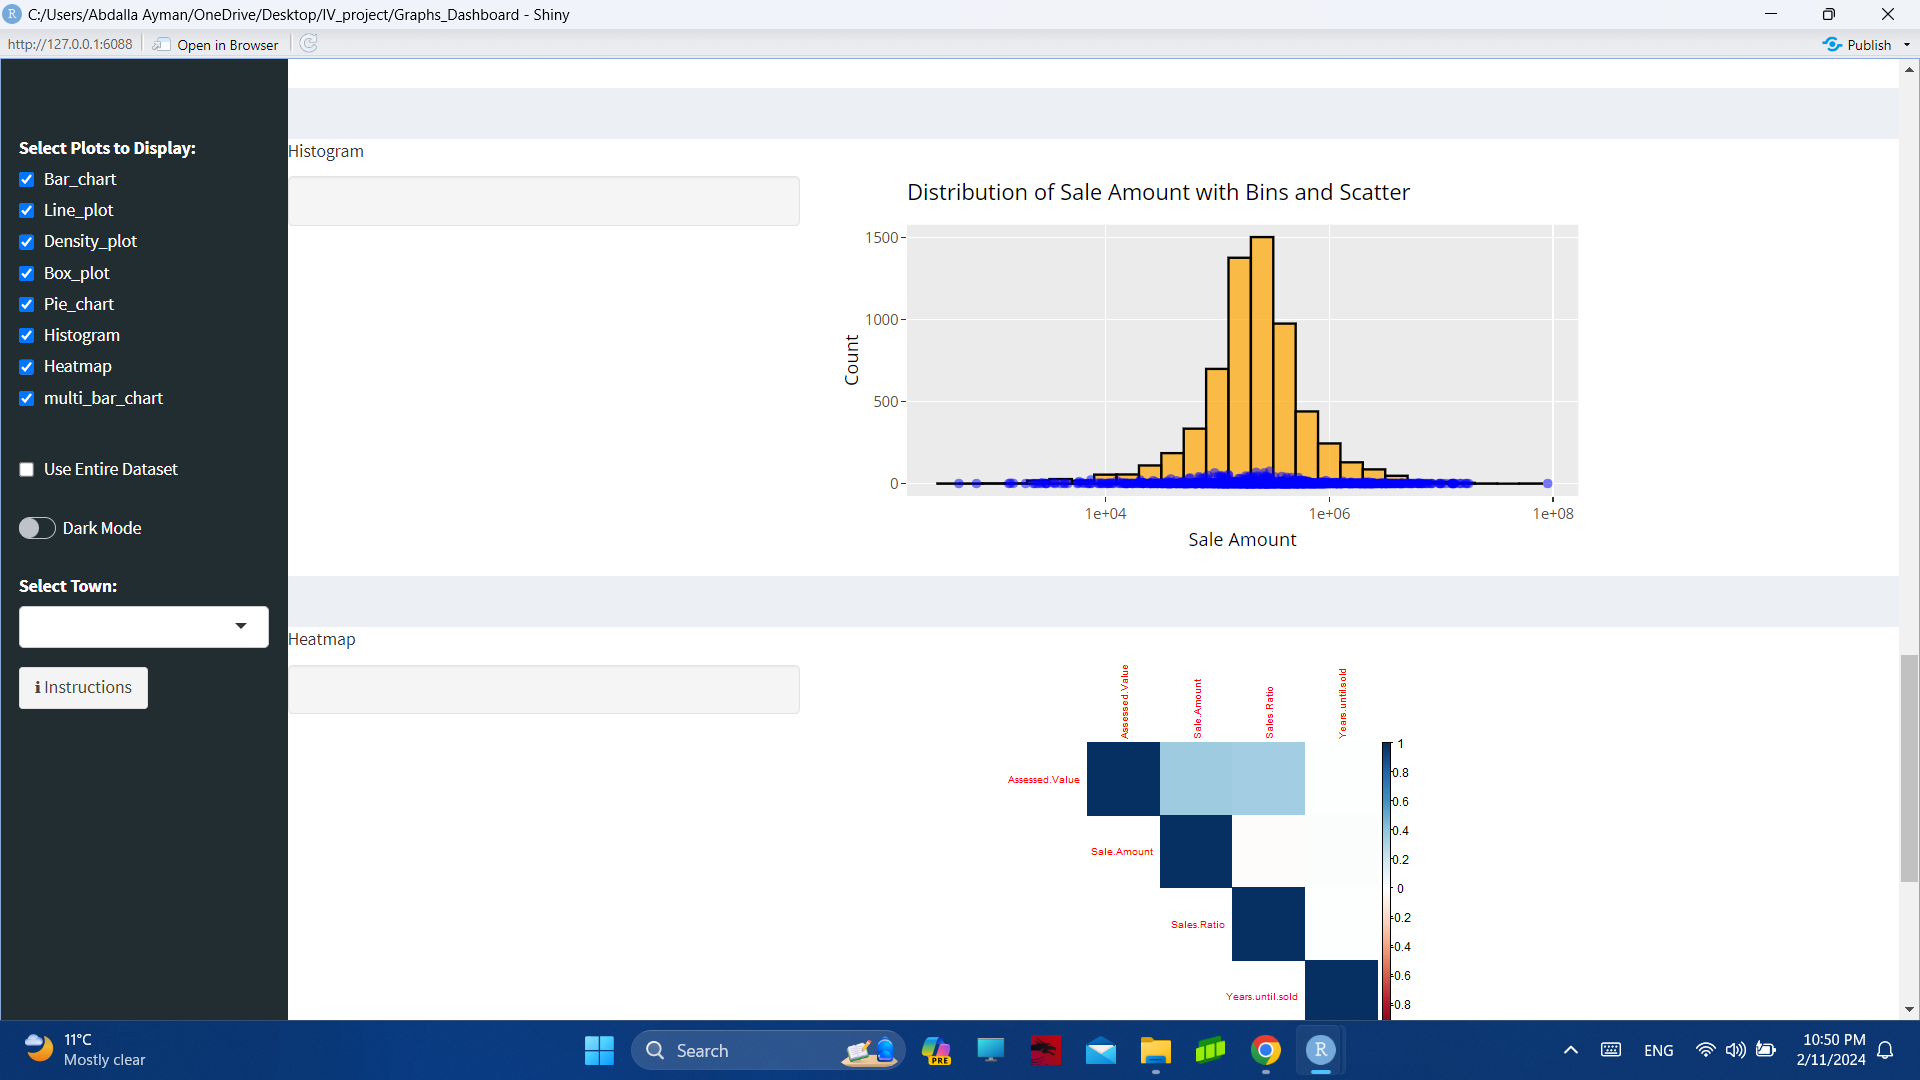 C:/Users/Abdalla Ayman/OneDrive/Desktop/IV_project/Graphs_Dashboard - Shiny
http://127.0.0.1:6088
Open in Browser
Publish
Select Plots to Display:
Bar_chart
Line_plot
Density_plot
Box_plot
Pie_chart
Histogram
Heatmap
multi_bar_chart
Use Entire Dataset
Dark Mode
Select Town:
Instructions
Histogram
Distribution of Sale Amount with Bins and Scatter
Count
1500
1000
500
0
1e+04
1e+06
1e+08
Sale Amount
Heatmap
Assessed.Value
Sale.Amount
Sales.Ratio
Years.until.sold
Assessed.Value
Sale.Amount
Sales.Ratio
Years.until.sold
1
0.8
0.6
0.4
0.2
0
-0.2
-0.4
-0.6
-0.8
11°C
Mostly clear
Search
PRE
R
ENG
10:50 PM
2/11/2024